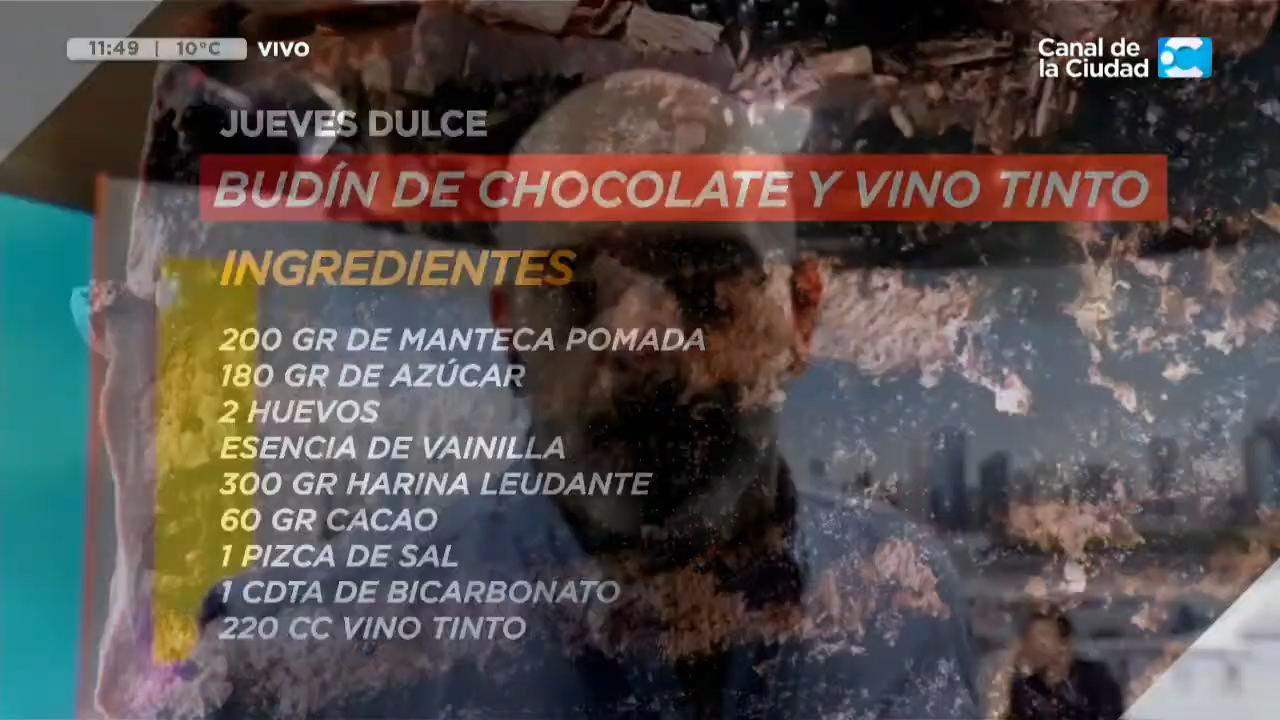 11:49 | 10°C VIVO
Canal de
la Ciudad
JUEVES DULCE
BUDÍN DE CHOCOLATE Y VINO TINTO
INGREDIENTES
200 GR DE MANTECA POMADA
180 GR DE AZÚCAR
2 HUEVOS
ESENCIA DE VAINILLA
300 GR HARINA LEUDANTE
60 GR CACAO
1 PIZCA DE SAL
1 CDTA DE BICARBONATO
220 CC VINO TINTO